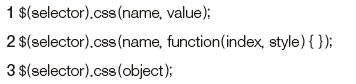 1 $(selector).css(name, value);
2 $(selector).css(name, function(index, style) { });
3 $(selector).css(object);